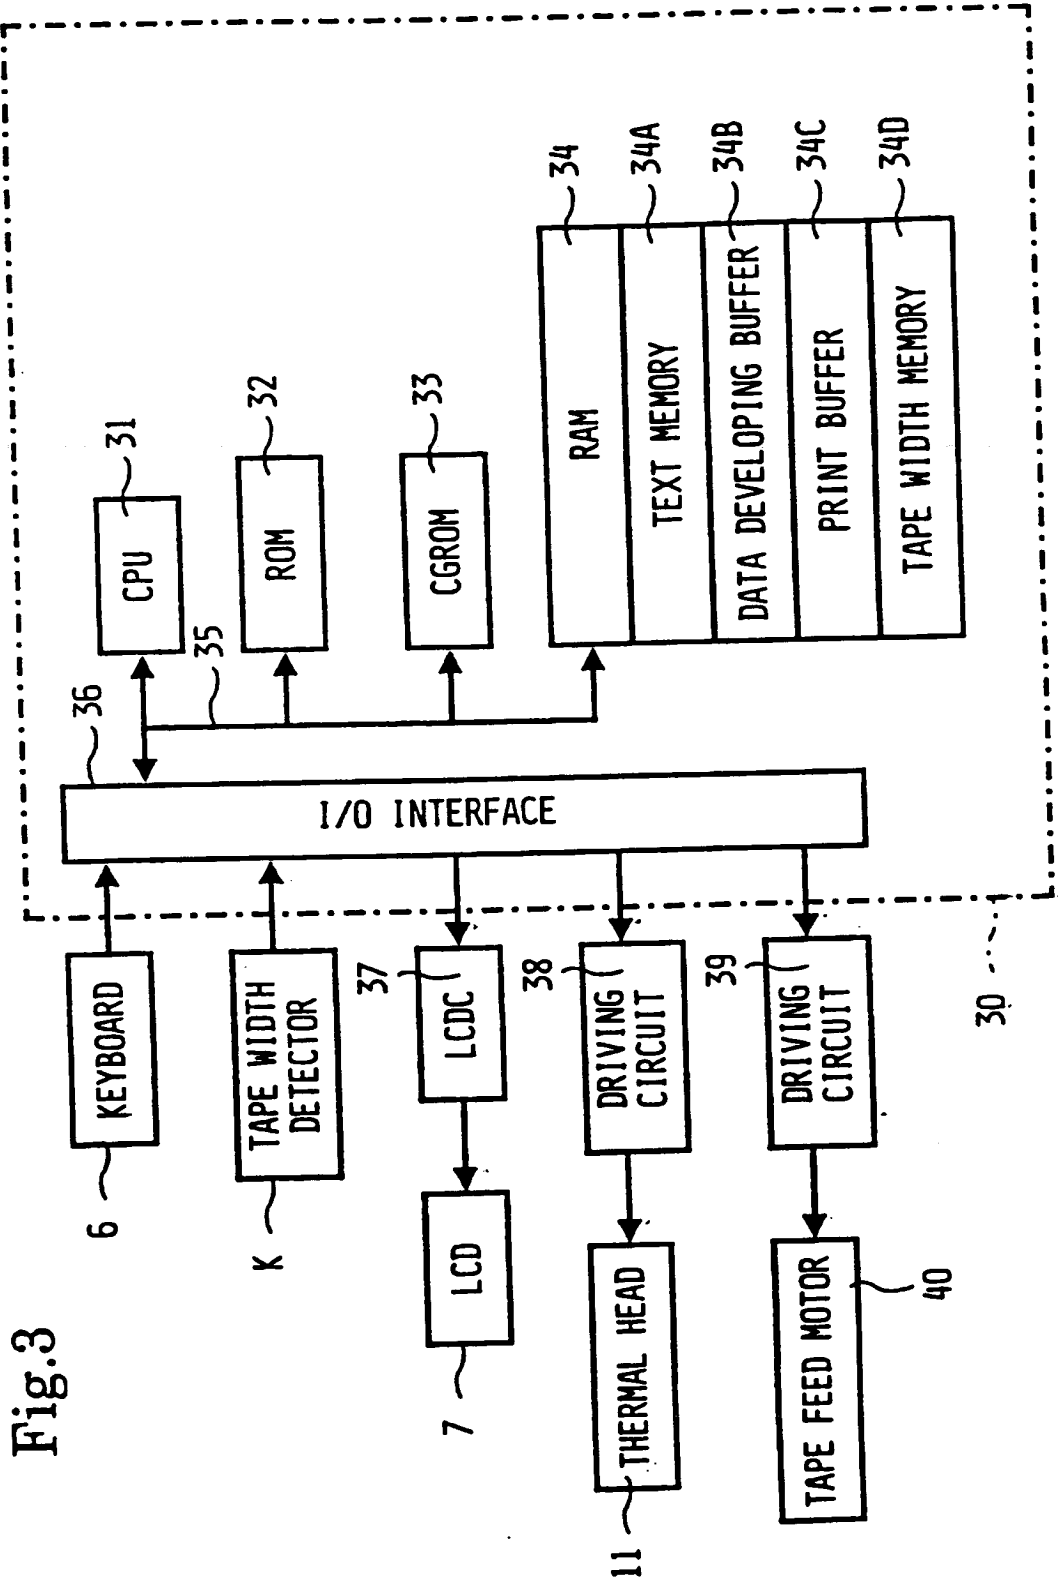 Fig.3
6
KEYBOARD
K
TAPE WIDTH
DETECTOR
7
LCD
37
LCDC
11
THERMAL HEAD
38
DRIVING
CIRCUIT
TAPE FEED MOTOR
40
39
DRIVING
CIRCUIT
30
36
I/O INTERFACE
35
CPU
31
ROM
32
CGROM
33
RAM
34
TEXT MEMORY
34A
DATA DEVELOPING BUFFER
34B
PRINT BUFFER
34C
TAPE WIDTH MEMORY
34D